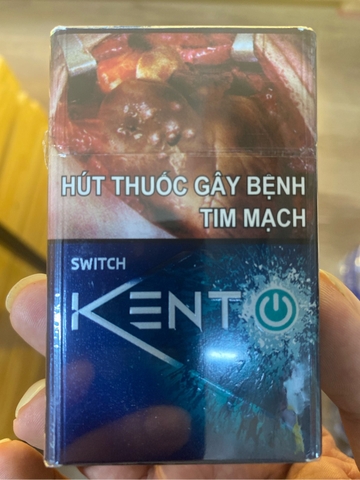 HÚT THUỐC GÂY BỆNH
TIM MẠCH
SWITCH
KENT